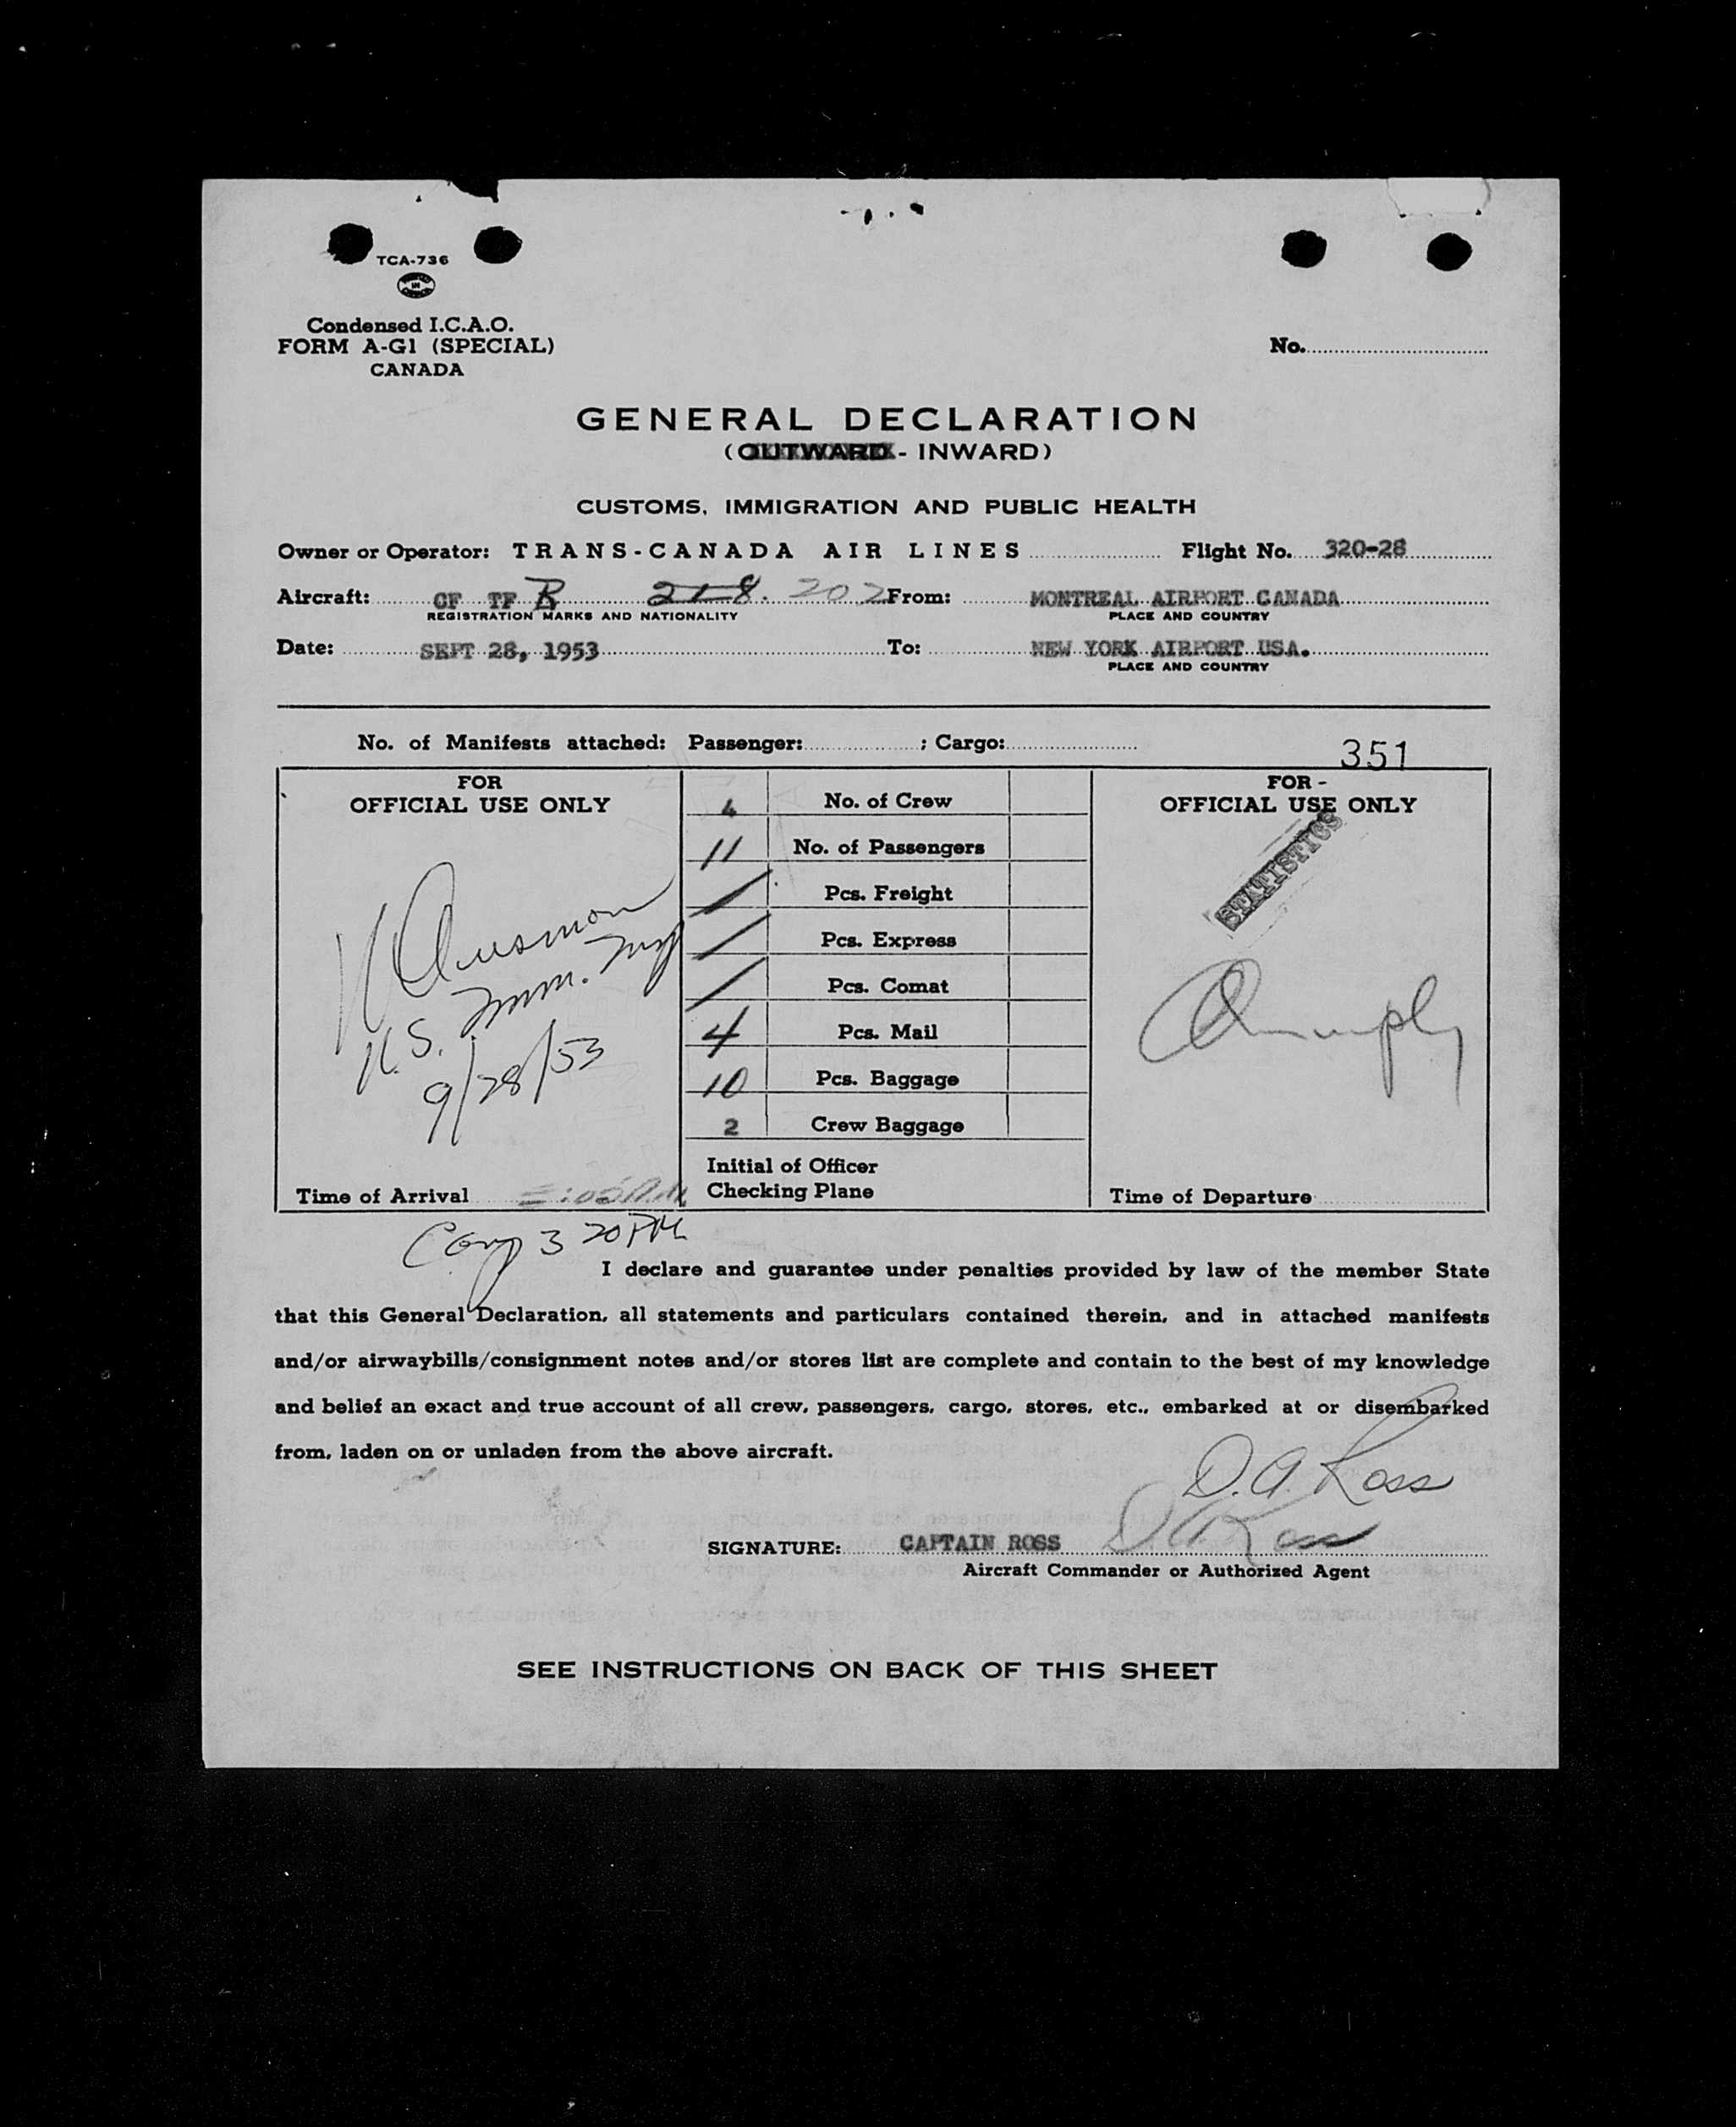 TCA-736
Condensed I.C.A.O.
FORM A-G1 (SPECIAL)
CANADA
No.
GENERAL DECLARATION
(OUTWARD - INWARD)
CUSTOMS, IMMIGRATION AND PUBLIC HEALTH
Owner or Operator: TRANS-CANADA AIR LINES Flight No. 320-28
Aircraft: CF TF R 218. 202 From: MONTREAL AIRPORT CANADA
REGISTRATION MARKS AND NATIONALITY PLACE AND COUNTRY
Date: SEPT 28, 1953 To: NEW YORK AIRPORT USA.
PLACE AND COUNTRY
No. of Manifests attached: Passenger: ; Cargo:
351
FOR
OFFICIAL USE ONLY
U.S. Imm. Insp
9/28/53
Time of Arrival
4 No. of Crew
11 No. of Passengers
/ Pcs. Freight
/ Pcs. Express
/ Pcs. Comat
4 Pcs. Mail
10 Pcs. Baggage
2 Crew Baggage
Initial of Officer
Checking Plane
FOR -
OFFICIAL USE ONLY
STATISTICS
Time of Departure
Comp 3 20 PM
I declare and guarantee under penalties provided by law of the member State
that this General Declaration, all statements and particulars contained therein, and in attached manifests
and/or airwaybills/consignment notes and/or stores list are complete and contain to the best of my knowledge
and belief an exact and true account of all crew, passengers, cargo, stores, etc., embarked at or disembarked
from, laden on or unladen from the above aircraft.
D.A. Ross
SIGNATURE: CAPTAIN ROSS D A Ross
Aircraft Commander or Authorized Agent
SEE INSTRUCTIONS ON BACK OF THIS SHEET